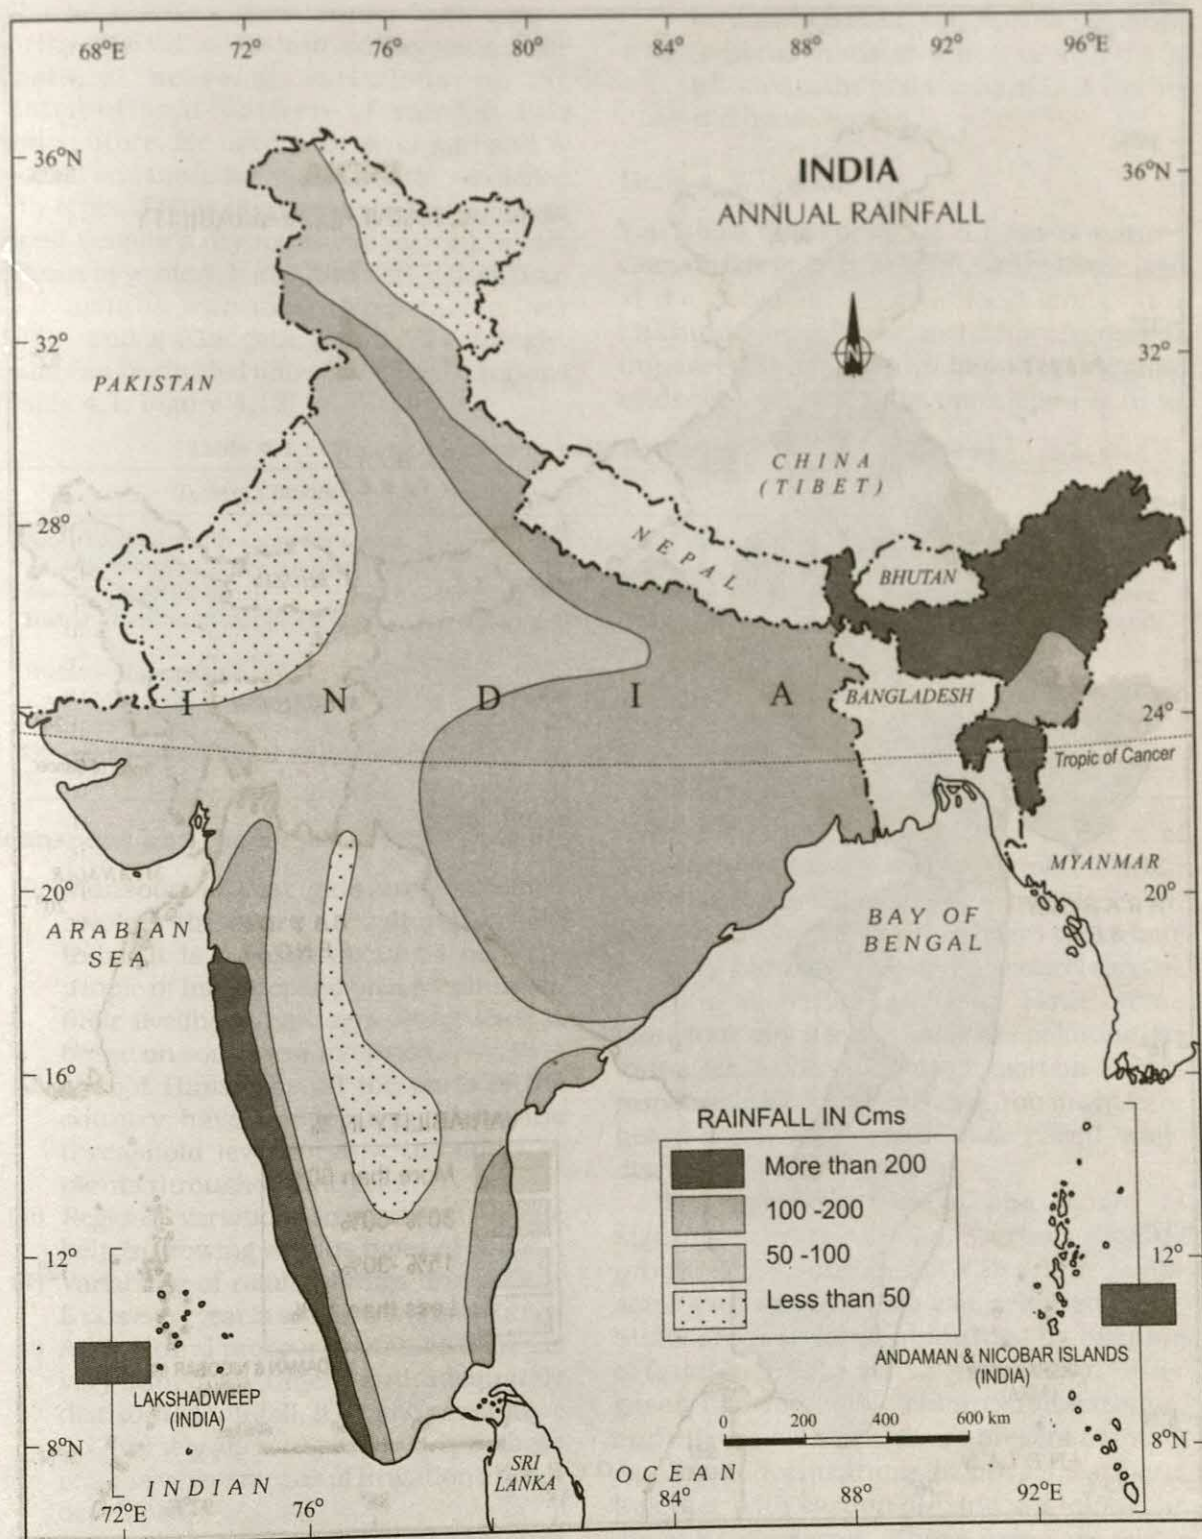 68°E 72° 76° 80° 84° 88° 92° 96°E
INDIA
ANNUAL RAINFALL
36°N 36°N
N
32° 32°
PAKISTAN
CHINA
(TIBET)
28°
NEPAL
BHUTAN
INDIA
BANGLADESH
24°
Tropic of Cancer
MYANMAR
20° 20°
ARABIAN
SEA
BAY OF
BENGAL
16°
RAINFALL IN Cms
More than 200
100 -200
50 -100
Less than 50
12° 12°
ANDAMAN & NICOBAR ISLANDS
(INDIA)
LAKSHADWEEP
(INDIA)
0 200 400 600 km
8°N 8°N
SRI
LANKA
INDIAN OCEAN
72°E 76° 84° 88° 92°E